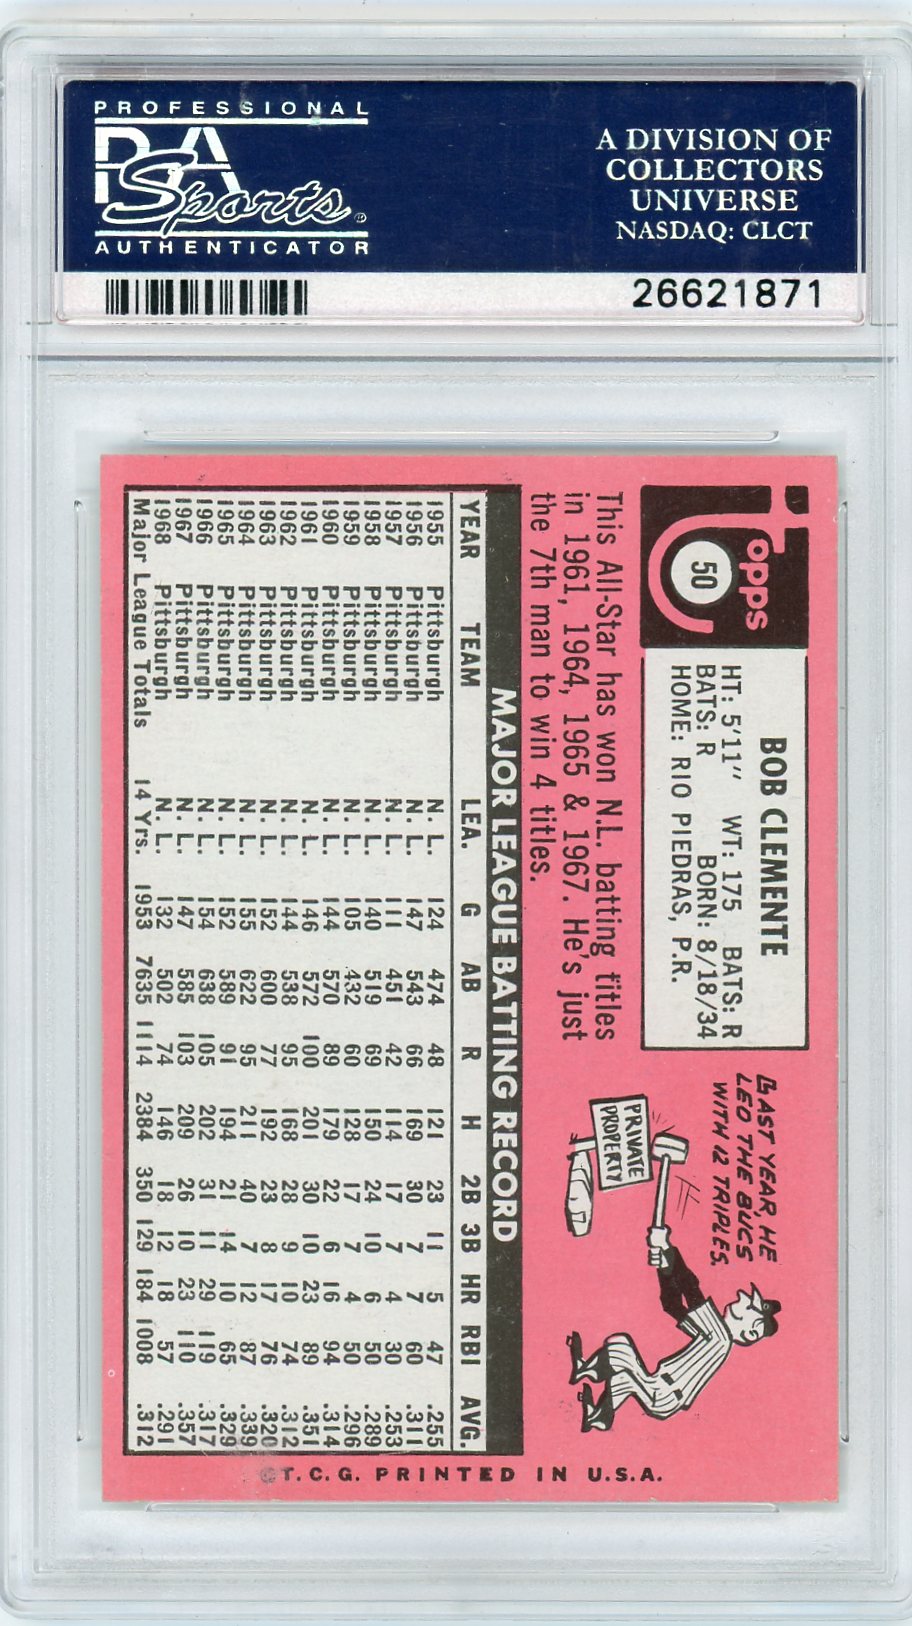 PROFESSIONAL
PSA
Sports
AUTHENTICATOR
A DIVISION OF
COLLECTORS
UNIVERSE
NASDAQ: CLCT
26621871
Topps
50
BOB CLEMENTE
HT: 5'11" WT: 175 BATS: R
BATS: R BORN: 8/18/34
HOME: RIO PIEDRAS, P.R.
LAST YEAR, HE
LED THE BUCS
WITH 12 TRIPLES.
PRIVATE
PROPERTY
This All-Star has won N.L. batting titles
in 1961, 1964, 1965 & 1967. He's just
the 7th man to win 4 titles.
MAJOR LEAGUE BATTING RECORD
YEAR TEAM LEA. G AB R H 2B 3B HR RBI AVG.
1955 Pittsburgh N.L. 124 474 48 121 23 11 5 47 .255
1956 Pittsburgh N.L. 147 543 66 169 30 7 7 60 .311
1957 Pittsburgh N.L. 111 451 42 114 17 7 4 30 .253
1958 Pittsburgh N.L. 140 519 69 150 24 10 6 50 .289
1959 Pittsburgh N.L. 105 432 60 128 17 7 4 50 .296
1960 Pittsburgh N.L. 144 570 89 179 22 6 16 94 .314
1961 Pittsburgh N.L. 146 572 100 201 30 10 23 89 .351
1962 Pittsburgh N.L. 144 538 95 168 28 9 10 74 .312
1963 Pittsburgh N.L. 152 600 77 192 23 8 17 76 .320
1964 Pittsburgh N.L. 155 622 95 211 40 7 12 87 .339
1965 Pittsburgh N.L. 152 589 91 194 21 14 10 65 .329
1966 Pittsburgh N.L. 154 638 105 202 31 11 29 119 .317
1967 Pittsburgh N.L. 147 585 103 209 26 10 23 110 .357
1968 Pittsburgh N.L. 132 502 74 146 18 12 18 57 .291
Major League Totals 14 Yrs. 1953 7635 1114 2384 350 129 184 1008 .312
©T.C.G. PRINTED IN U.S.A.